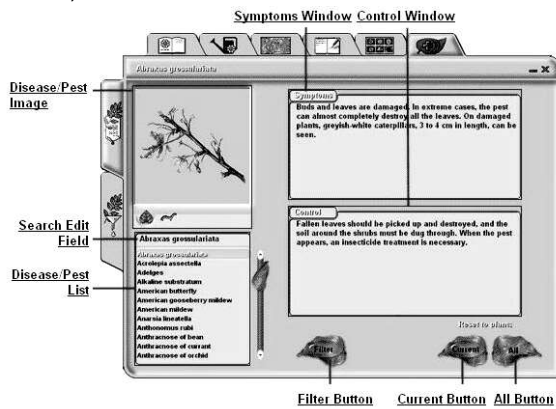 Symptoms Window Control Window
Abraxas grossulariata
Disease/Pest
Image
Symptoms
Buds and leaves are damaged. In extreme cases, the pest
can almost completely destroy all the leaves. On damaged
plants, greyish-white caterpillars, 3 to 4 cm in length, can be
seen.
Control
Fallen leaves should be picked up and destroyed, and the
soil around the shrubs must be dug through. When the pest
appears, an insecticide treatment is necessary.
Search Edit
Field
Abraxas grossulariata
Disease/Pest
List
Abraxas grossulariata
Acrolepia assectella
Adelges
Alkaline substratum
American butterfly
American gooseberry mildew
American mildew
Anarsia lineatella
Anthonomus rubi
Anthracnose of bean
Anthracnose of currant
Anthracnose of orchid
Reset to plant:
Filter
Current
All
Filter Button Current Button All Button